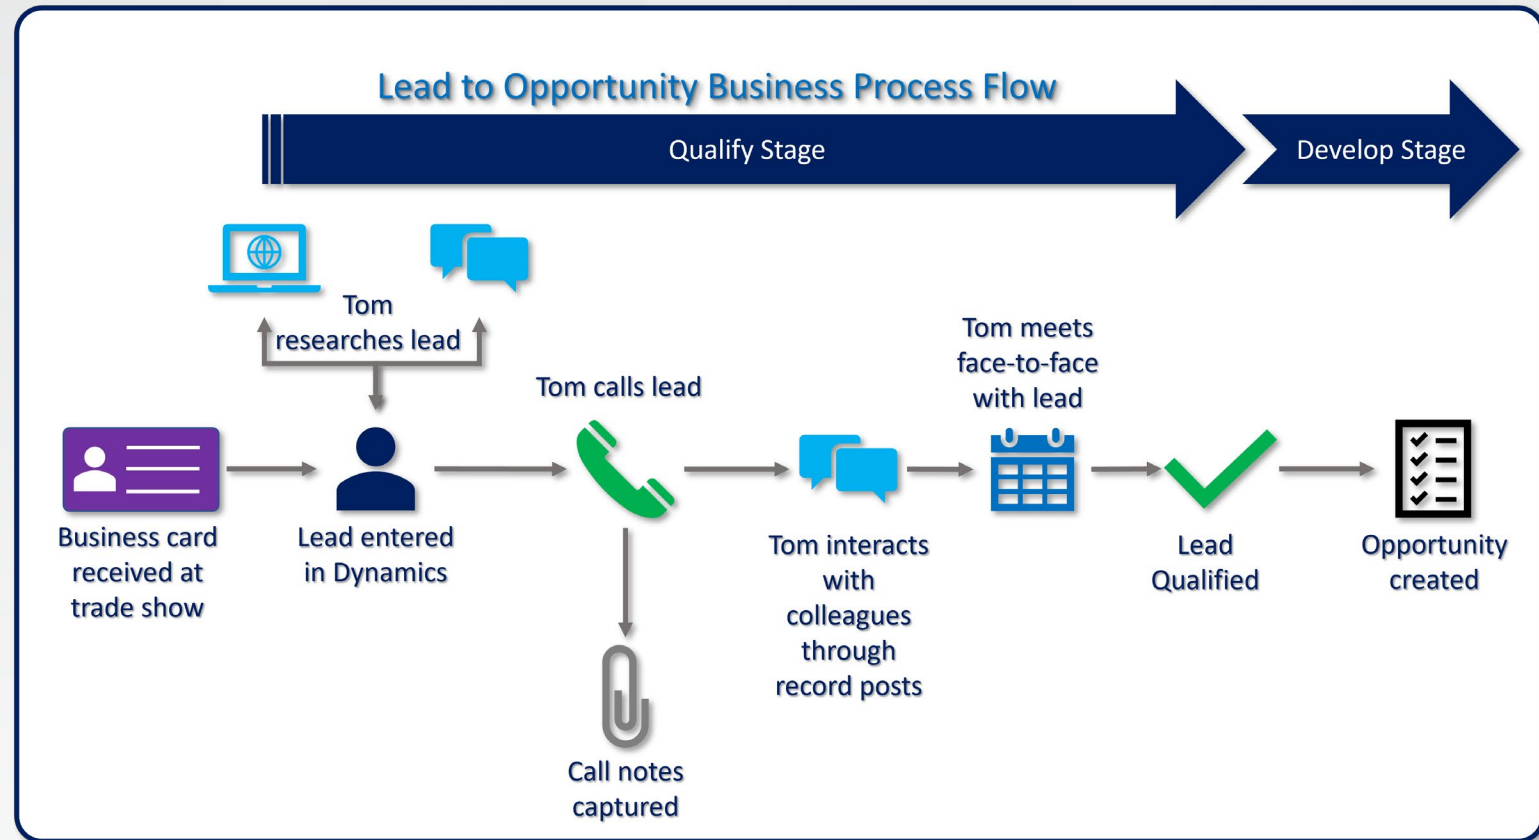 Lead to Opportunity Business Process Flow
Qualify Stage
Develop Stage
Tom
researches lead
Tom calls lead
Tom meets
face-to-face
with lead
Business card
received at
trade show
Lead entered
in Dynamics
Tom interacts
with
colleagues
through
record posts
Lead
Qualified
Opportunity
created
Call notes
captured